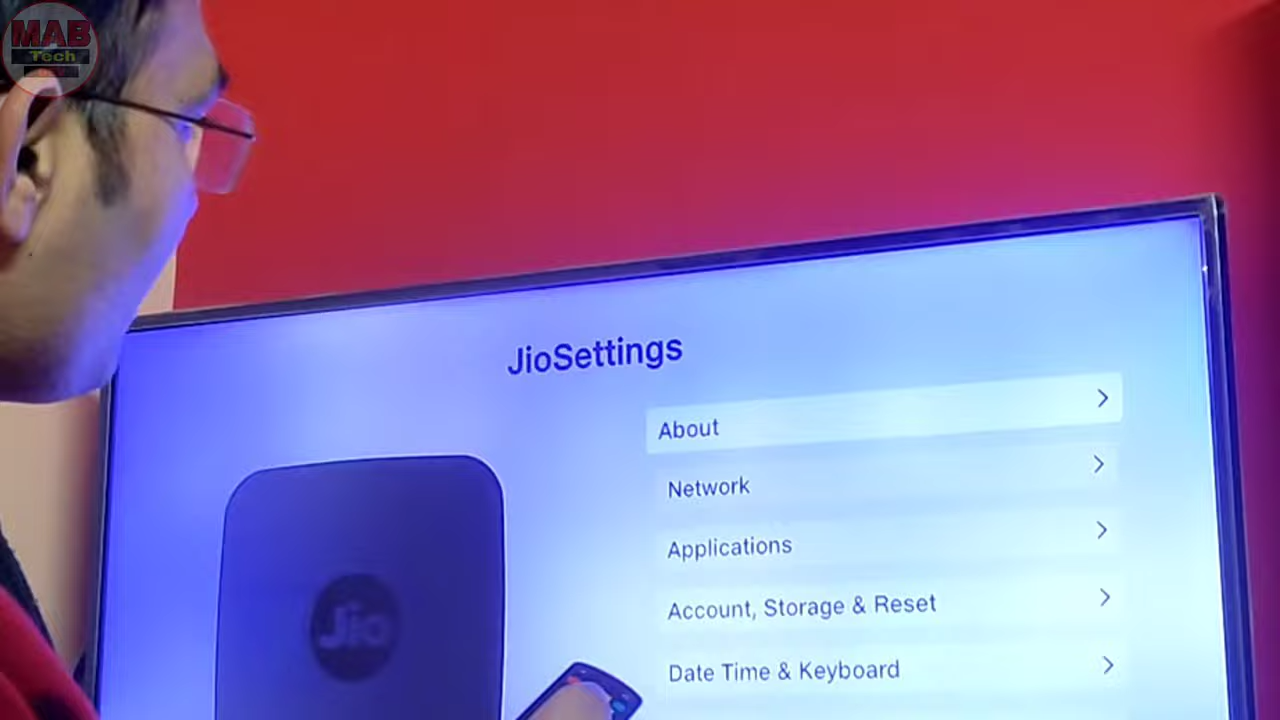 MAB
Tech
JioSettings
About
Network
Applications
Account, Storage & Reset
Date Time & Keyboard
Jio